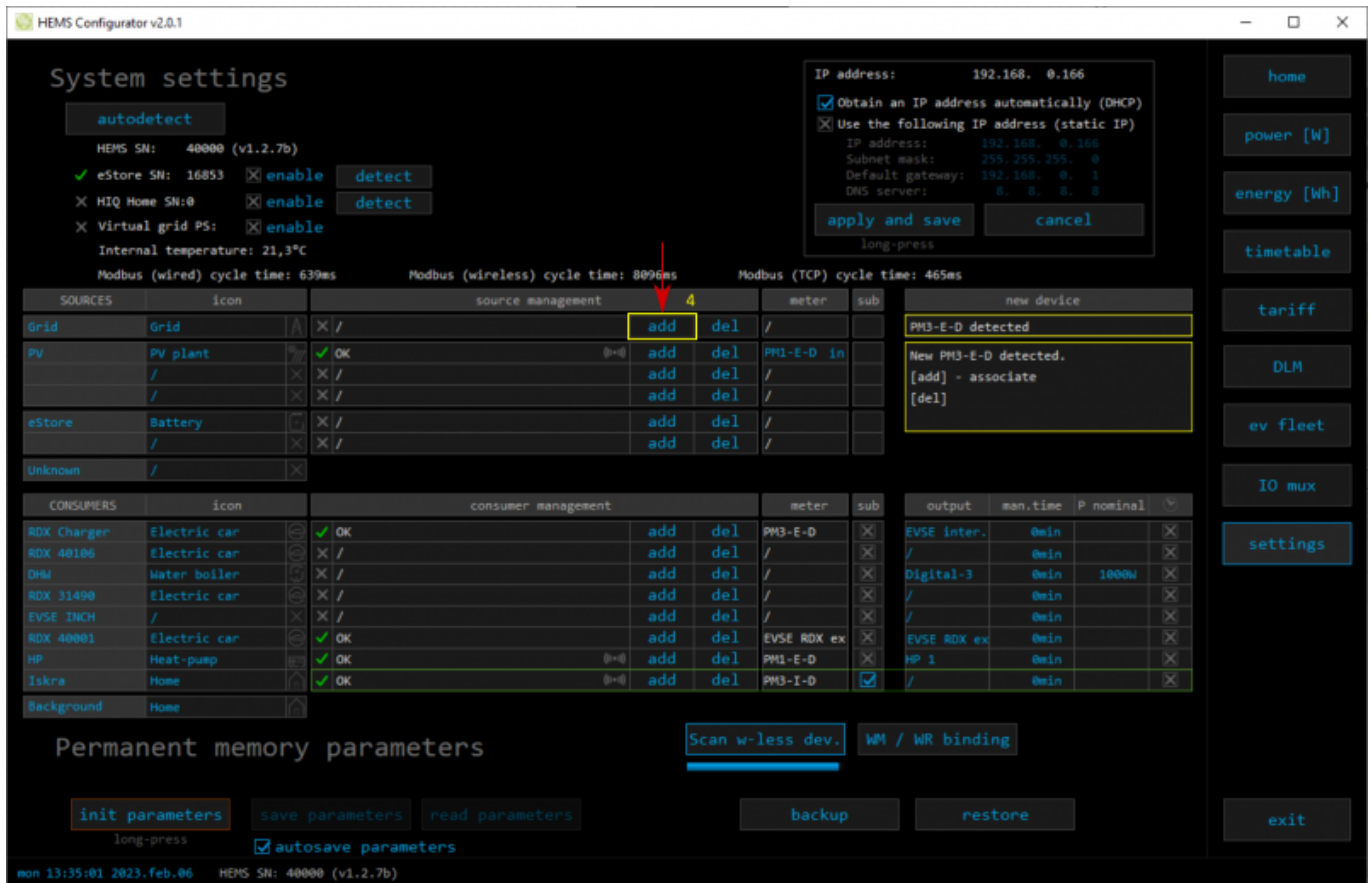 HEMS Configurator v2.0.1
System settings
autodetect
HEMS SN: 40000 (v1.2.7b)
eStore SN: 16853 enable detect
HIQ Home SN:0 enable detect
Virtual grid PS: enable
Internal temperature: 21,3°C
Modbus (wired) cycle time: 639ms Modbus (wireless) cycle time: 8096ms Modbus (TCP) cycle time: 465ms
IP address: 192.168. 0.166
Obtain an IP address automatically (DHCP)
Use the following IP address (static IP)
IP address: 192.168. 0.166
Subnet mask: 255.255.255. 0
Default gateway: 192.168. 0. 1
DNS server: 8. 8. 8. 8
apply and save cancel
long-press
SOURCES icon source management 4 meter sub new device
Grid Grid / add del / PM3-E-D detected
PV PV plant OK add del PM1-E-D in
/ / add del /
/ / add del /
eStore Battery / add del /
/ / add del /
Unknown /
New PM3-E-D detected.
[add] - associate
[del]
CONSUMERS icon consumer management meter sub output man.time P nominal
RDX Charger Electric car OK add del PM3-E-D EVSE inter. 0min
RDX 40106 Electric car / add del / / 0min
DHW Water boiler / add del / Digital-3 0min 1000W
RDX 31490 Electric car / add del / / 0min
EVSE INCH / / add del / / 0min
RDX 40001 Electric car OK add del EVSE RDX ex EVSE RDX ex 0min
HP Heat-pump OK add del PM1-E-D HP 1 0min
Iskra Home OK add del PM3-I-D / 0min
Background Home
Permanent memory parameters
Scan w-less dev. WM / WR binding
init parameters save parameters read parameters backup restore
long-press
autosave parameters
mon 13:35:01 2023.feb.06 HEMS SN: 40000 (v1.2.7b)
home
power [W]
energy [Wh]
timetable
tariff
DLM
ev fleet
IO mux
settings
exit